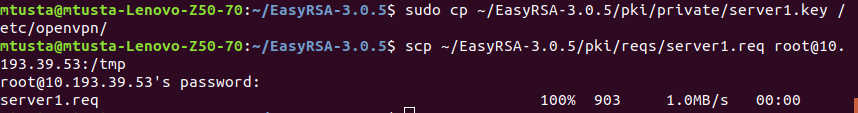 mtusta@mtusta-Lenovo-Z50-70:~/EasyRSA-3.0.5$ sudo cp ~/EasyRSA-3.0.5/pki/private/server1.key /
etc/openvpn/
mtusta@mtusta-Lenovo-Z50-70:~/EasyRSA-3.0.5$ scp ~/EasyRSA-3.0.5/pki/reqs/server1.req root@10.
193.39.53:/tmp
root@10.193.39.53's password:
server1.req 100% 903 1.0MB/s 00:00